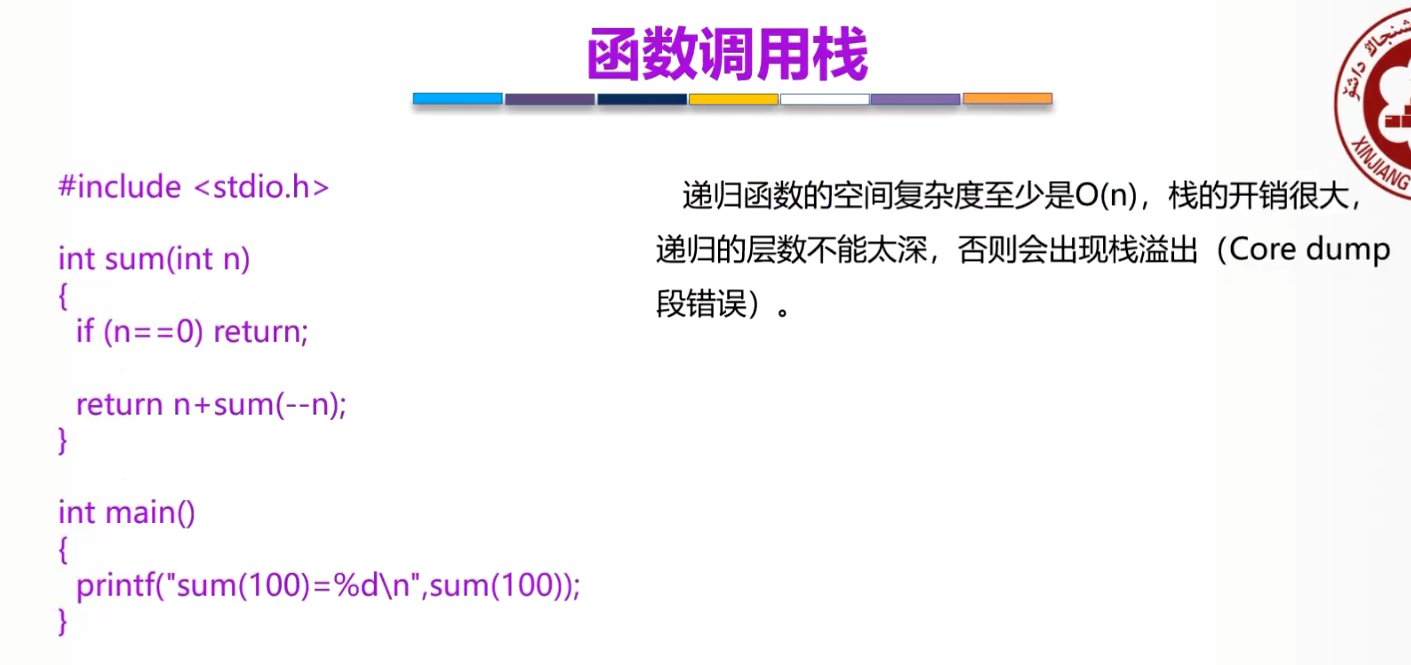 函数调用栈
#include <stdio.h>
int sum(int n)
{
if (n==0) return;
return n+sum(--n);
}
int main()
{
printf("sum(100)=%d\n",sum(100));
}
递归函数的空间复杂度至少是O(n)，栈的开销很大，
递归的层数不能太深，否则会出现栈溢出（Core dump
段错误）。
XINJIANG